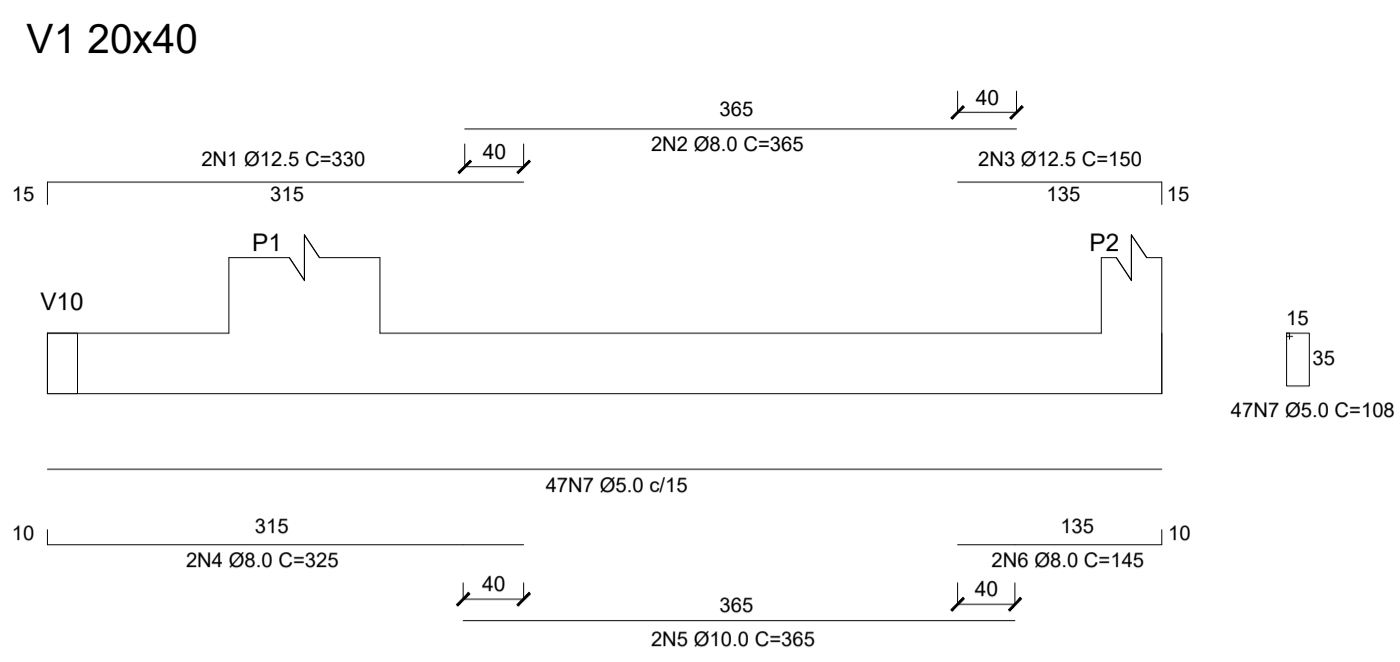 V1 20x40
365
40
2N2 Ø8.0 C=365
40
2N1 Ø12.5 C=330
2N3 Ø12.5 C=150
15
315
135
15
P1
P2
V10
15
35
47N7 Ø5.0 C=108
47N7 Ø5.0 c/15
10
315
135
10
2N4 Ø8.0 C=325
2N6 Ø8.0 C=145
40
40
365
2N5 Ø10.0 C=365